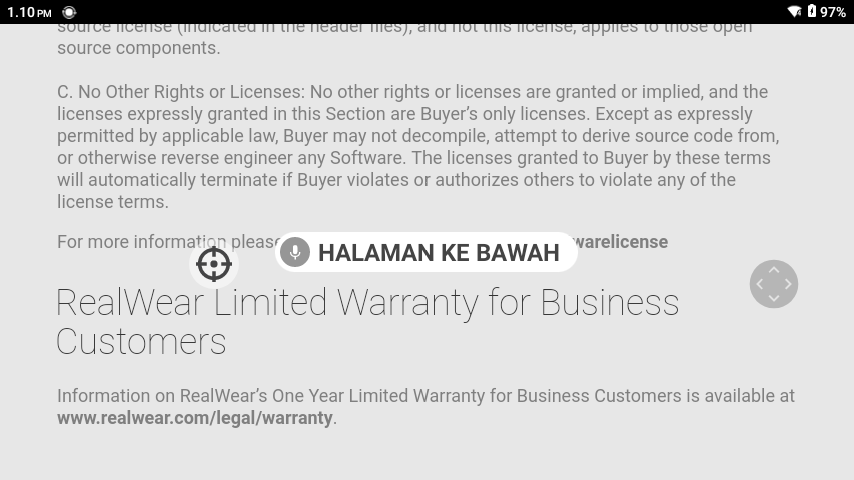 1.10 PM
97%
source license (indicated in the header files), and not this license, applies to those open
source components.
C. No Other Rights or Licenses: No other rights or licenses are granted or implied, and the
licenses expressly granted in this Section are Buyer’s only licenses. Except as expressly
permitted by applicable law, Buyer may not decompile, attempt to derive source code from,
or otherwise reverse engineer any Software. The licenses granted to Buyer by these terms
will automatically terminate if Buyer violates or authorizes others to violate any of the
license terms.
For more information please
HALAMAN KE BAWAH
RealWear Limited Warranty for Business
Customers
Information on RealWear’s One Year Limited Warranty for Business Customers is available at
www.realwear.com/legal/warranty.